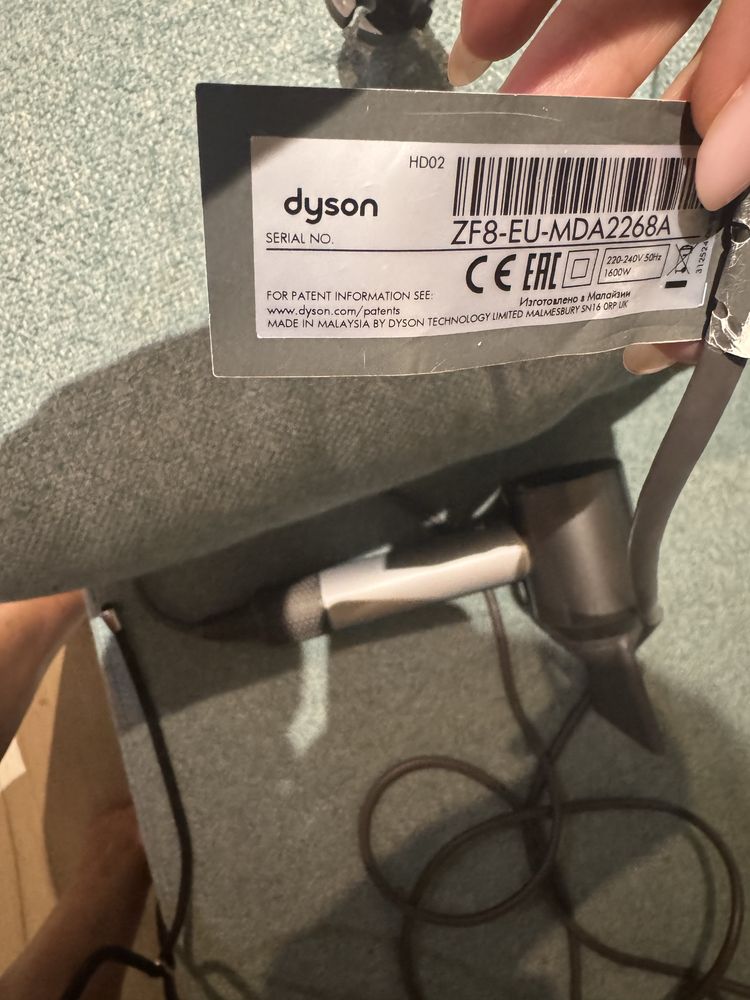 HD02
dyson
ZF8-EU-MDA2268A
SERIAL NO.
CE EAC
220-240V 50Hz
1600W
312524
FOR PATENT INFORMATION SEE:
www.dyson.com/patents
Изготовлено в Малайзии
MADE IN MALAYSIA BY DYSON TECHNOLOGY LIMITED MALMESBURY SN16 0RP UK